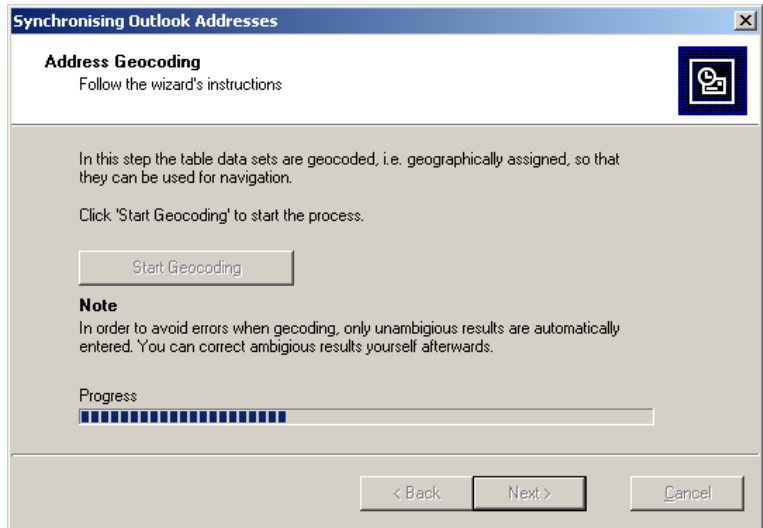 Synchronising Outlook Addresses
Address Geocoding
Follow the wizard's instructions
In this step the table data sets are geocoded, i.e. geographically assigned, so that
they can be used for navigation.
Click 'Start Geocoding' to start the process.
Start Geocoding
Note
In order to avoid errors when gecoding, only unambigious results are automatically
entered. You can correct ambigious results yourself afterwards.
Progress
< Back
Next >
Cancel